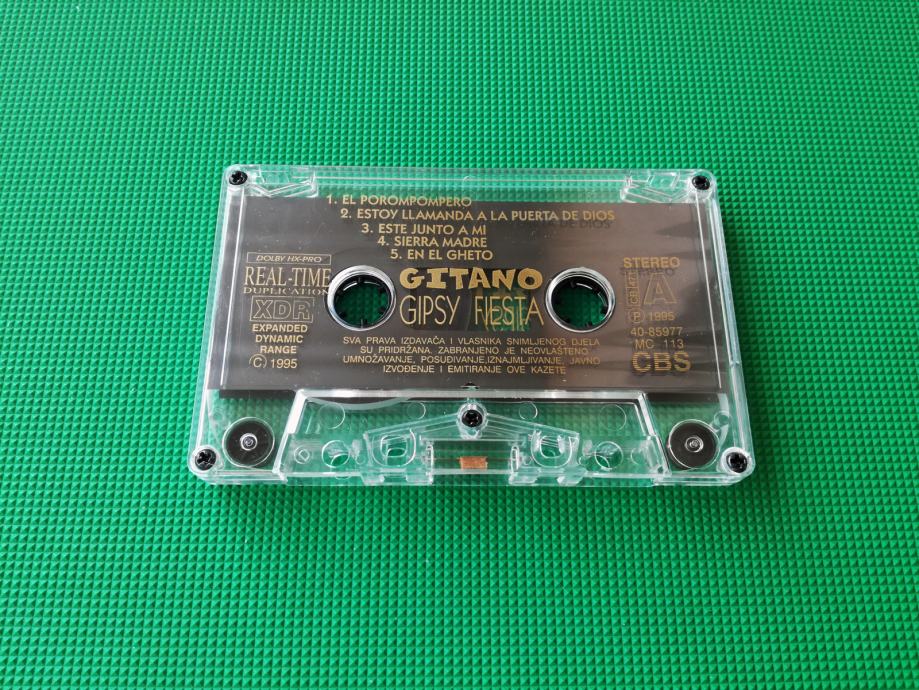 1. EL POROMPOMPERO
2. ESTOY LLAMANDA A LA PUERTA DE DIOS
3. ESTE JUNTO A MI
4. SIERRA MADRE
5. EN EL GHETO
DOLBY HX-PRO
REAL-TIME
DUPLICATION
XDR
EXPANDED
DYNAMIC
RANGE
C) 1995
GITANO
GIPSY FIESTA
SVA PRAVA IZDAVAČA I VLASNIKA SNIMLJENOG DJELA
SU PRIDRŽANA. ZABRANJENO JE NEOVLAŠTENO
UMNOŽAVANJE, POSUĐIVANJE,IZNAJMLJIVANJE, JAVNO
IZVOĐENJE I EMITIRANJE OVE KAZETE
STEREO
A
(P) 1995
40-85977
MC 113
CBS